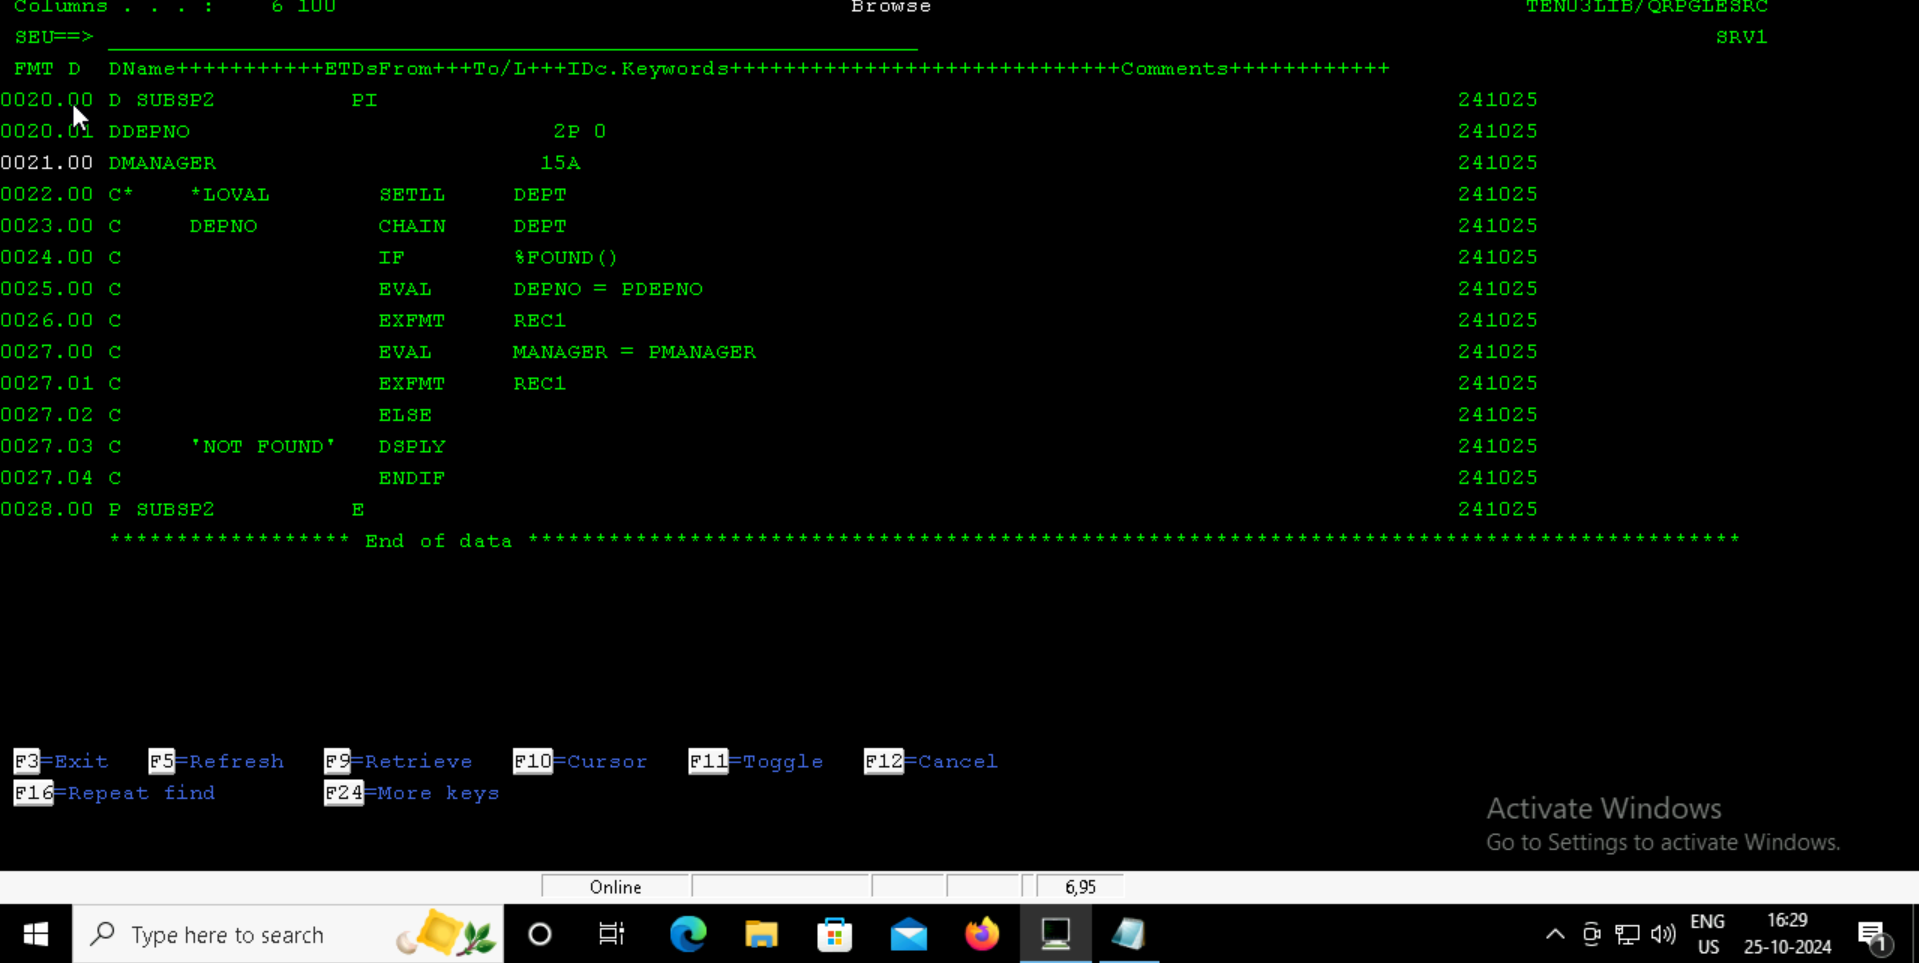 Columns . . . :    6 100                                       Browse                                            TENU3LIB/QRPGLESRC
SEU==>                                                                                                                         SRV1
FMT D  DName+++++++++++ETDsFrom+++To/L+++IDc.Keywords+++++++++++++++++++++++++++++Comments++++++++++++
0020.00 D SUBSP2          PI                                                                                241025
0020.01 DDEPNO                           2P 0                                                               241025
0021.00 DMANAGER                        15A                                                                 241025
0022.00 C*    *LOVAL        SETLL     DEPT                                                                  241025
0023.00 C     DEPNO         CHAIN     DEPT                                                                  241025
0024.00 C                   IF        %FOUND()                                                              241025
0025.00 C                   EVAL      DEPNO = PDEPNO                                                        241025
0026.00 C                   EXFMT     REC1                                                                  241025
0027.00 C                   EVAL      MANAGER = PMANAGER                                                    241025
0027.01 C                   EXFMT     REC1                                                                  241025
0027.02 C                   ELSE                                                                            241025
0027.03 C     'NOT FOUND'   DSPLY                                                                           241025
0027.04 C                   ENDIF                                                                           241025
0028.00 P SUBSP2          E                                                                                 241025
****************** End of data ******************************************************************************************
F3=Exit   F5=Refresh   F9=Retrieve   F10=Cursor   F11=Toggle   F12=Cancel
F16=Repeat find        F24=More keys
Activate Windows
Go to Settings to activate Windows.
Online 6,95
Type here to search
ENG 16:29
US 25-10-2024 1